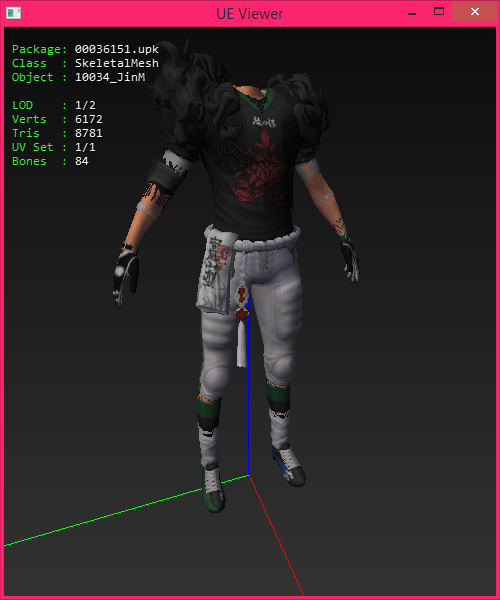 UE Viewer
Package: 00036151.upk
Class : SkeletalMesh
Object : 10034_JinM
LOD : 1/2
Verts : 6172
Tris : 8781
UV Set : 1/1
Bones : 84